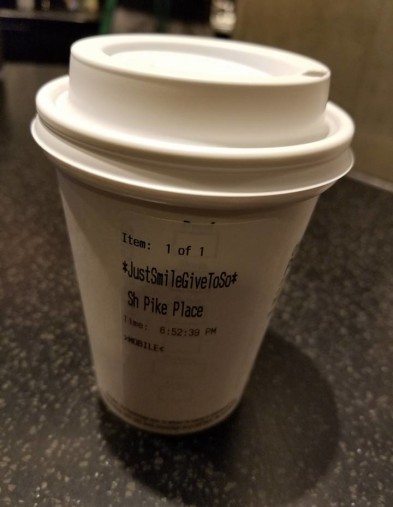 Item: 1 of 1
*JustSmileGiveToSo*
Sh Pike Place
Time: 6:52:39 PM
>MOBILE<